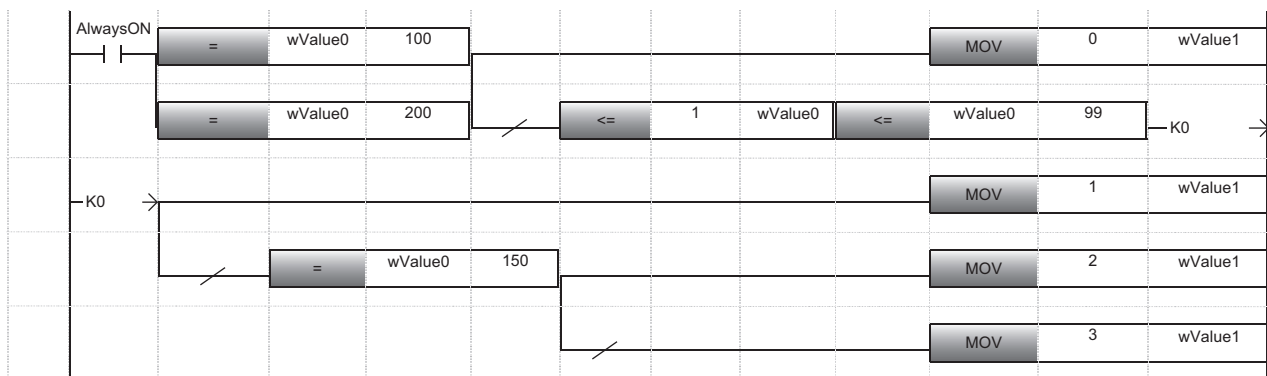 AlwaysON
= wValue0 100 MOV 0 wValue1
= wValue0 200 <= 1 wValue0 <= wValue0 99 K0
K0 MOV 1 wValue1
= wValue0 150 MOV 2 wValue1
MOV 3 wValue1